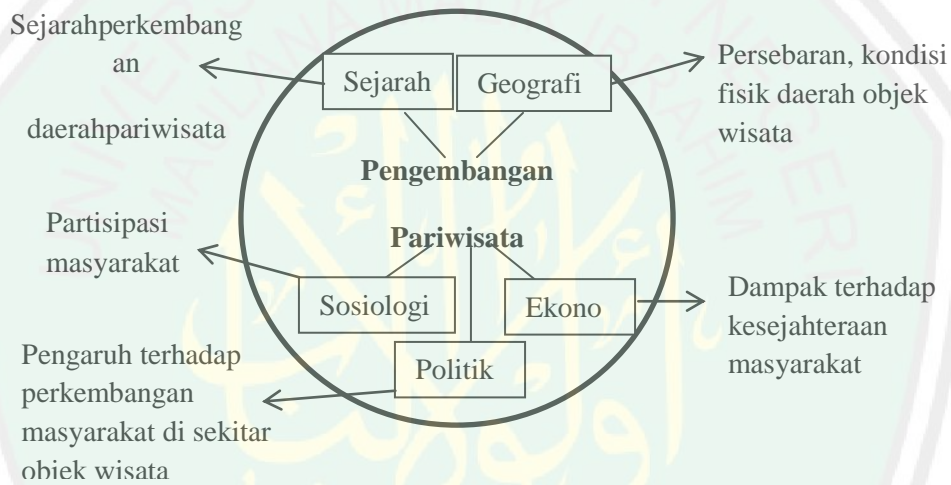 Sejarahperkembang
an
daerahpariwisata
Sejarah
Geografi
Persebaran, kondisi
fisik daerah objek
wisata
Pengembangan
Pariwisata
Partisipasi
masyarakat
Sosiologi
Ekono
Dampak terhadap
kesejahteraan
masyarakat
Politik
Pengaruh terhadap
perkembangan
masyarakat di sekitar
objek wisata